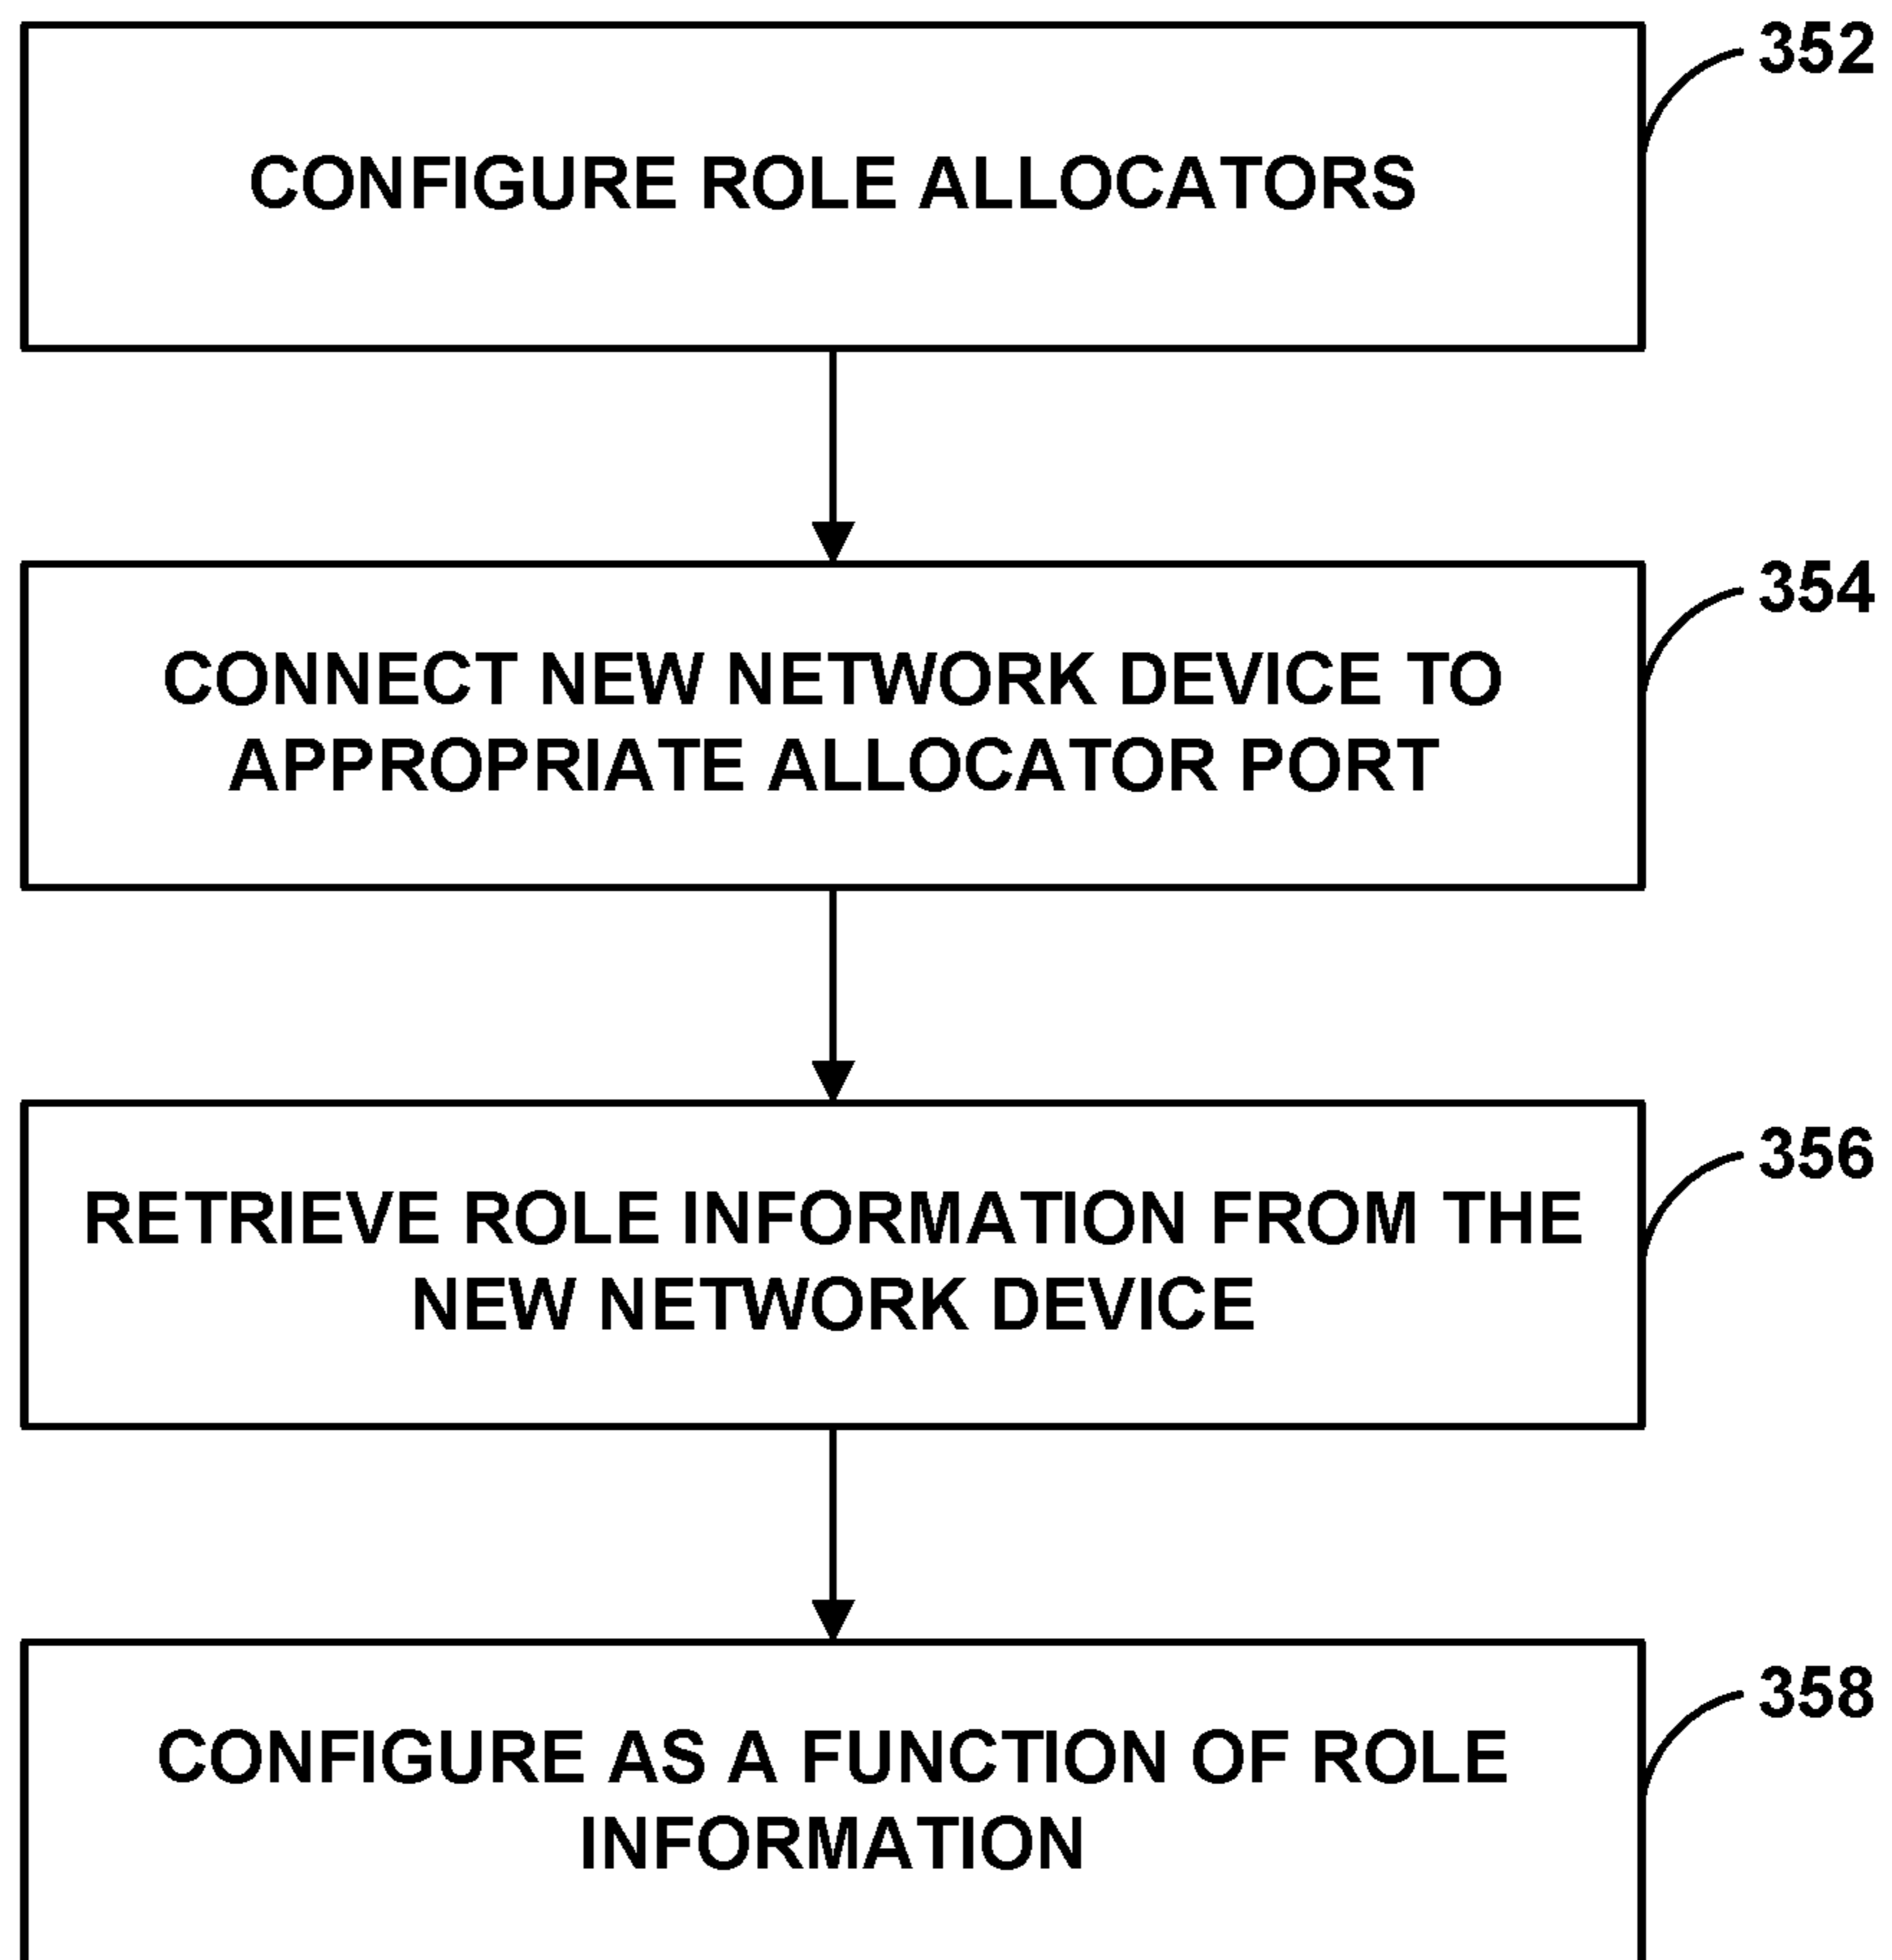 352
CONFIGURE ROLE ALLOCATORS
354
CONNECT NEW NETWORK DEVICE TO
APPROPRIATE ALLOCATOR PORT
356
RETRIEVE ROLE INFORMATION FROM THE
NEW NETWORK DEVICE
358
CONFIGURE AS A FUNCTION OF ROLE
INFORMATION